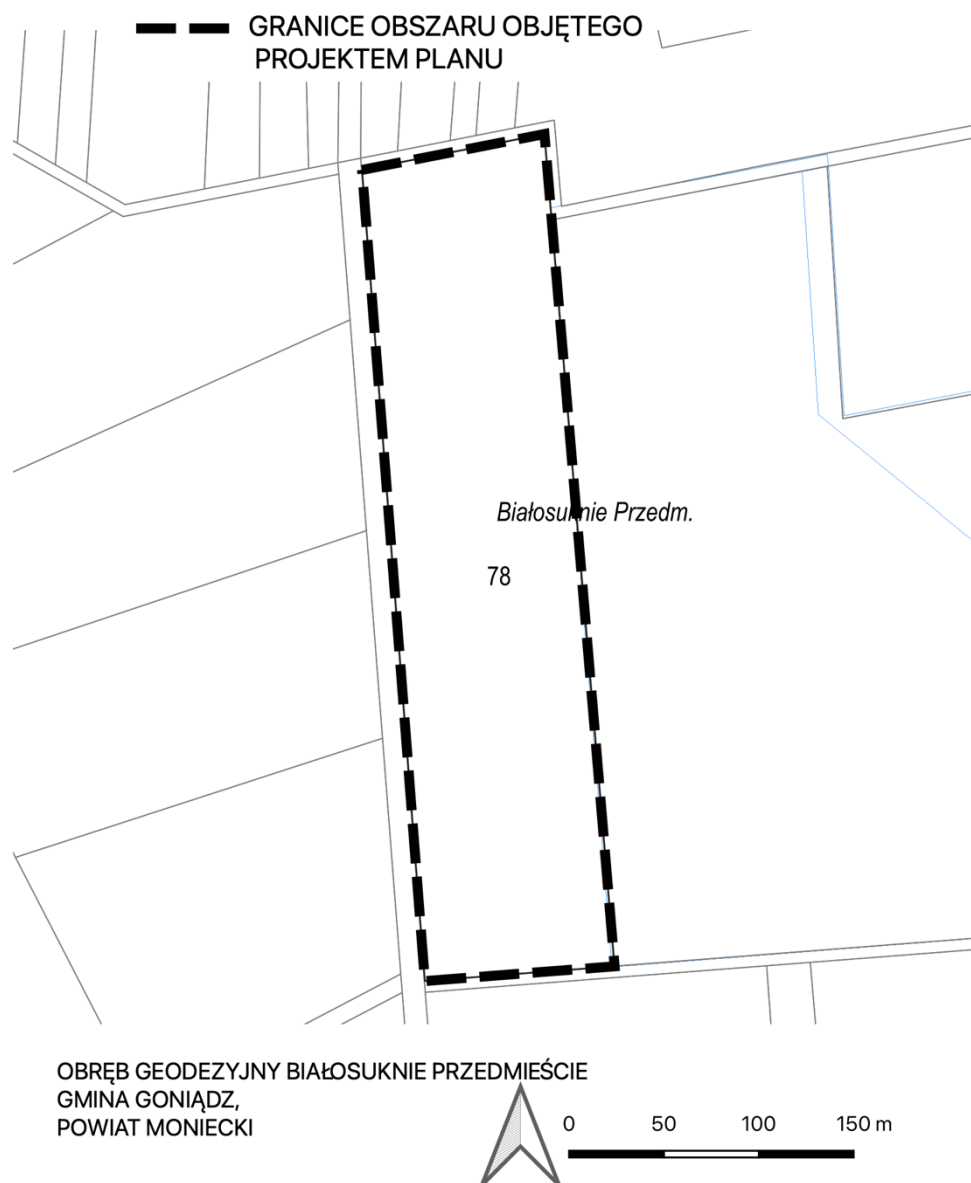 GRANICE OBSZARU OBJĘTEGO
PROJEKTEM PLANU
Białosuknie Przedm.
78
OBRĘB GEODEZYJNY BIAŁOSUKNIE PRZEDMIEŚCIE
GMINA GONIĄDZ,
POWIAT MONIECKI
0 50 100 150 m